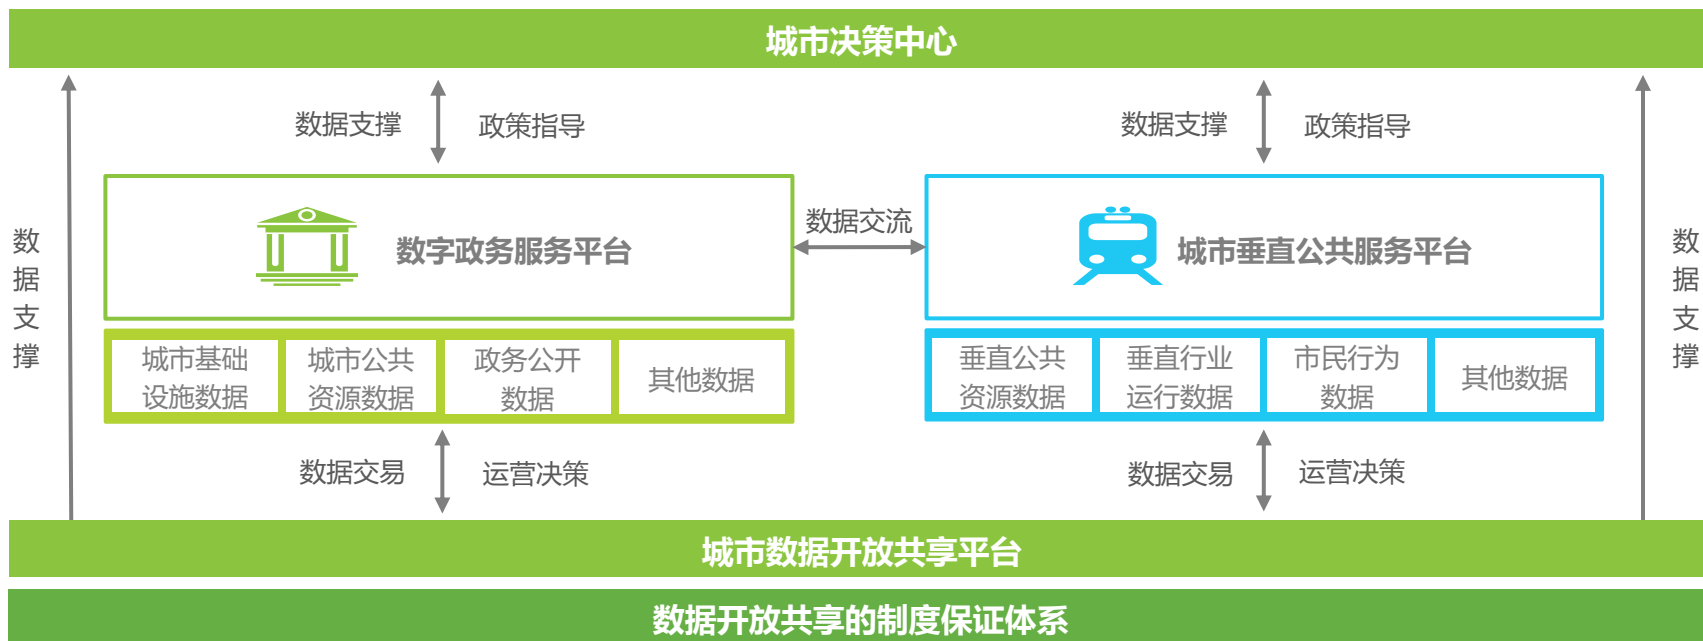 城市决策中心
数据支撑
政策指导
数据支撑
政策指导
数据支撑
数字政务服务平台
数据交流
城市垂直公共服务平台
数据支撑
城市基础
设施数据
城市公共
资源数据
政务公开
数据
其他数据
垂直公共
资源数据
垂直行业
运行数据
市民行为
数据
其他数据
数据交易
运营决策
数据交易
运营决策
城市数据开放共享平台
数据开放共享的制度保证体系